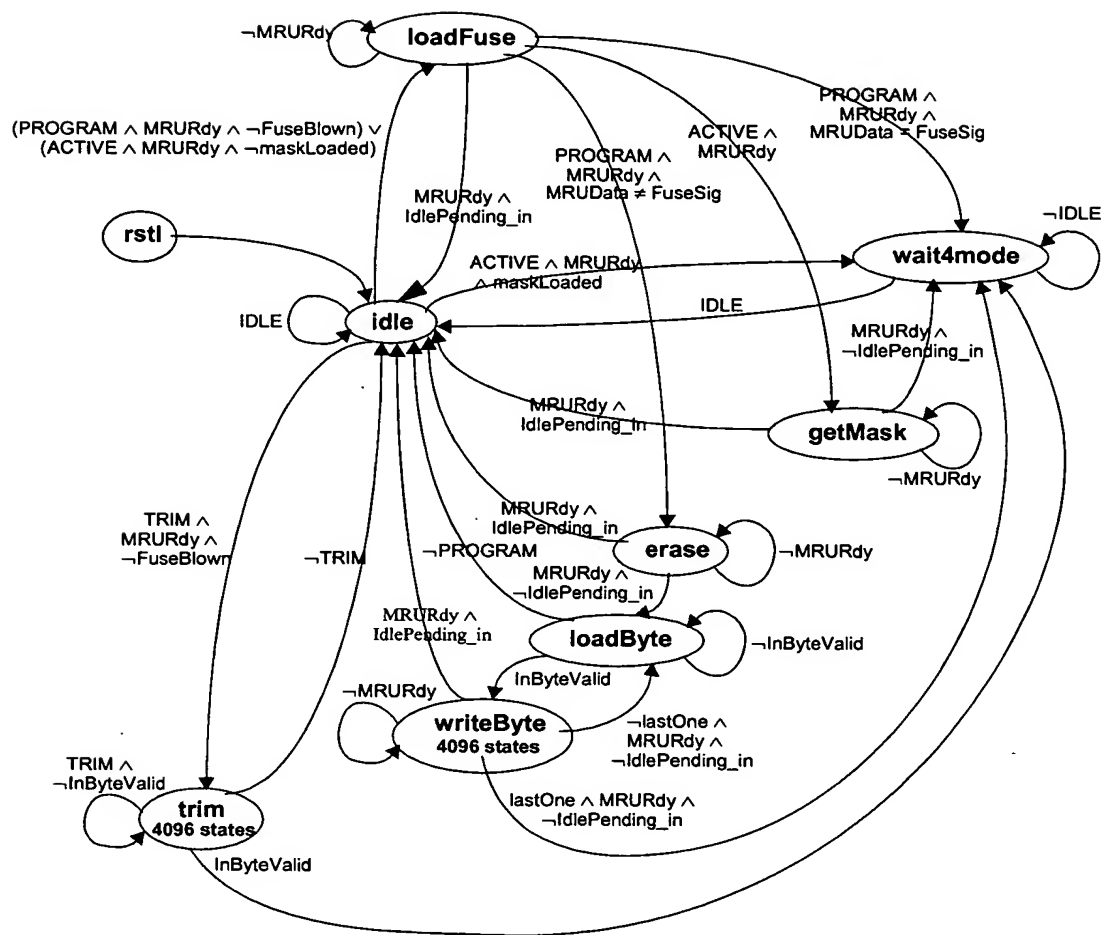 ¬MRURdy
loadFuse
(PROGRAM ∧ MRURdy ∧ ¬FuseBlown) ∨
(ACTIVE ∧ MRURdy ∧ ¬maskLoaded)
MRURdy ∧
IdlePending_in
PROGRAM ∧
MRURdy ∧
MRUData ≠ FuseSig
ACTIVE ∧
MRURdy
PROGRAM ∧
MRURdy ∧
MRUData = FuseSig
rstl
¬IDLE
wait4mode
ACTIVE ∧ MRURdy
∧ maskLoaded
IDLE
IDLE
idle
MRURdy ∧
¬IdlePending_in
MRURdy ∧
IdlePending_in
getMask
¬MRURdy
TRIM ∧
MRURdy ∧
¬FuseBlown
¬TRIM
MRURdy ∧
IdlePending_in
erase
¬MRURdy
¬PROGRAM
MRURdy ∧
¬IdlePending_in
MRURdy ∧
IdlePending_in
loadByte
¬InByteValid
InByteValid
¬MRURdy
writeByte
4096 states
¬lastOne ∧
MRURdy ∧
¬IdlePending_in
TRIM ∧
¬InByteValid
trim
4096 states
lastOne ∧ MRURdy ∧
¬IdlePending_in
InByteValid